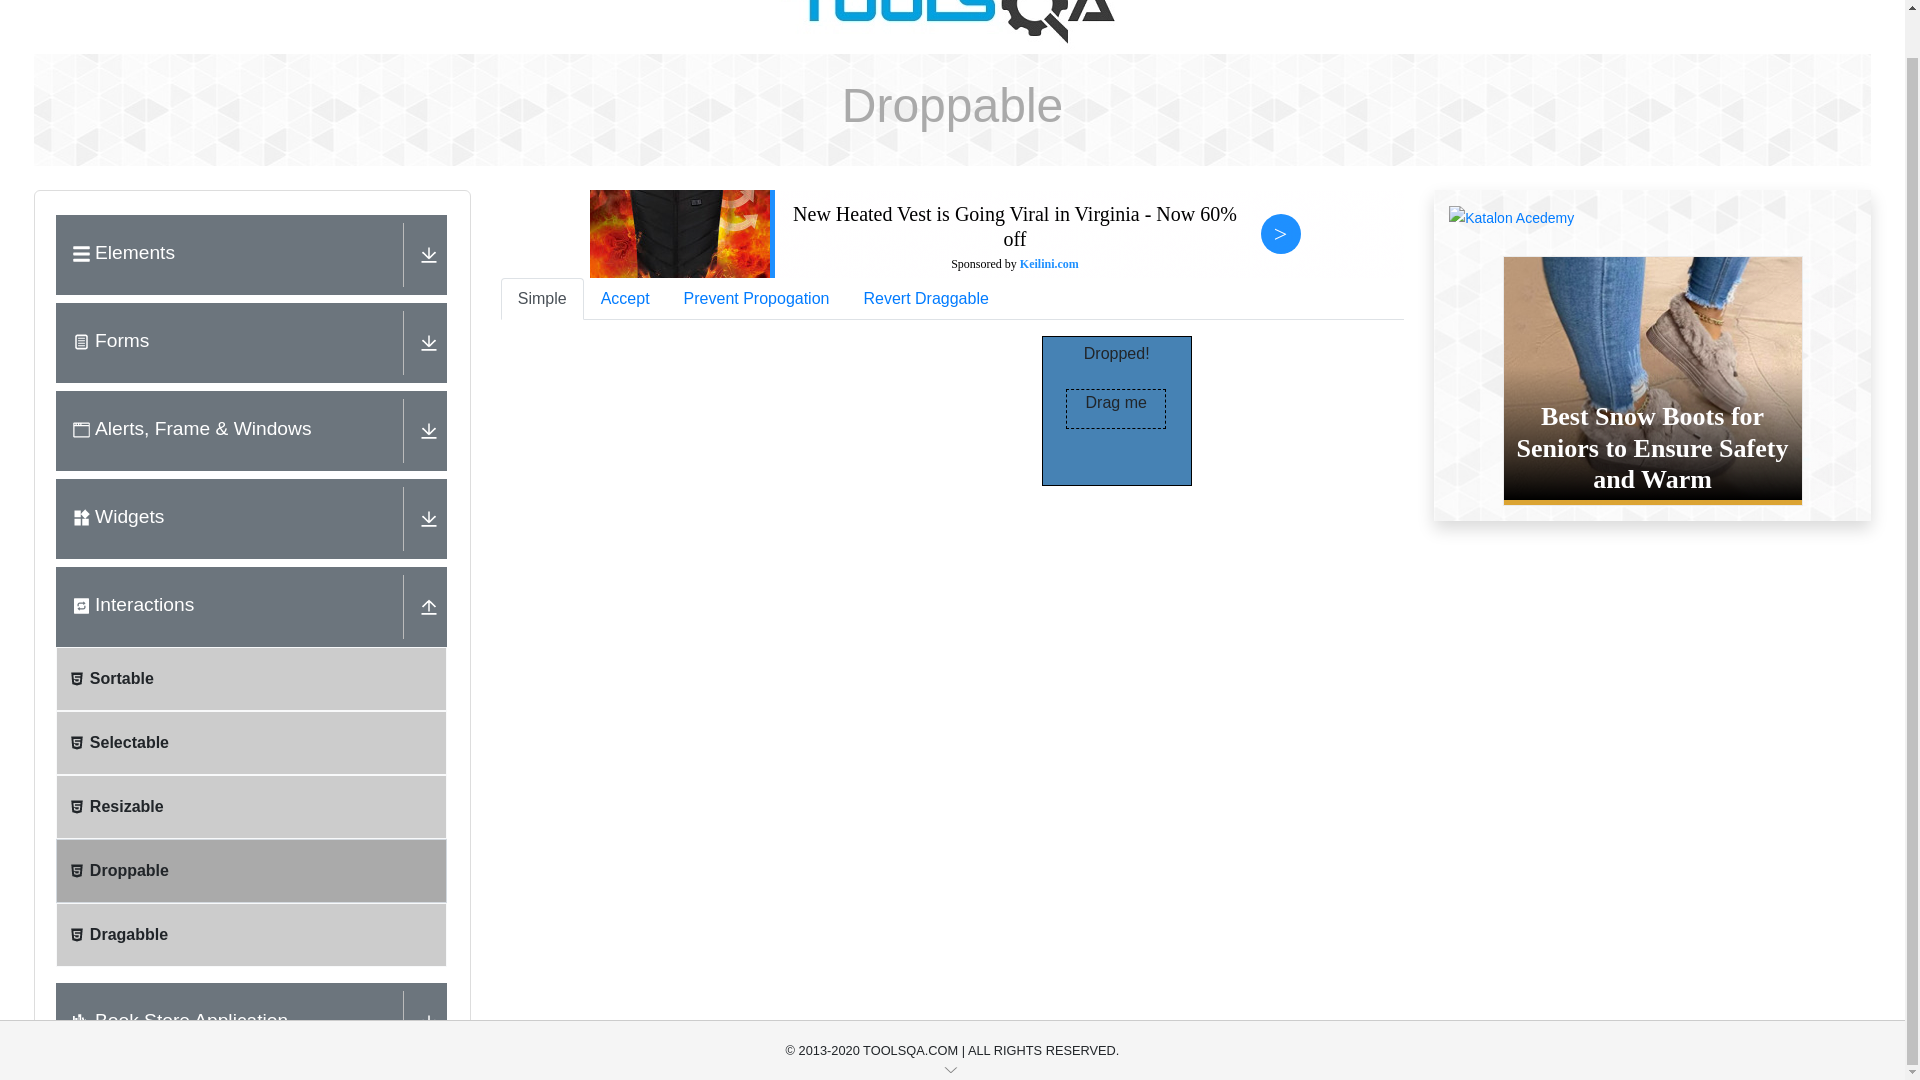 TOOLSQA
Droppable
Elements
Forms
Alerts, Frame & Windows
Widgets
Interactions
Sortable
Selectable
Resizable
Droppable
Dragabble
Book Store Application
New Heated Vest is Going Viral in Virginia - Now 60%
off
Sponsored by Keilini.com
>
Simple Accept Prevent Propogation Revert Draggable
Dropped!
Drag me
Katalon Acedemy
Best Snow Boots for
Seniors to Ensure Safety
and Warm
© 2013-2020 TOOLSQA.COM | ALL RIGHTS RESERVED.